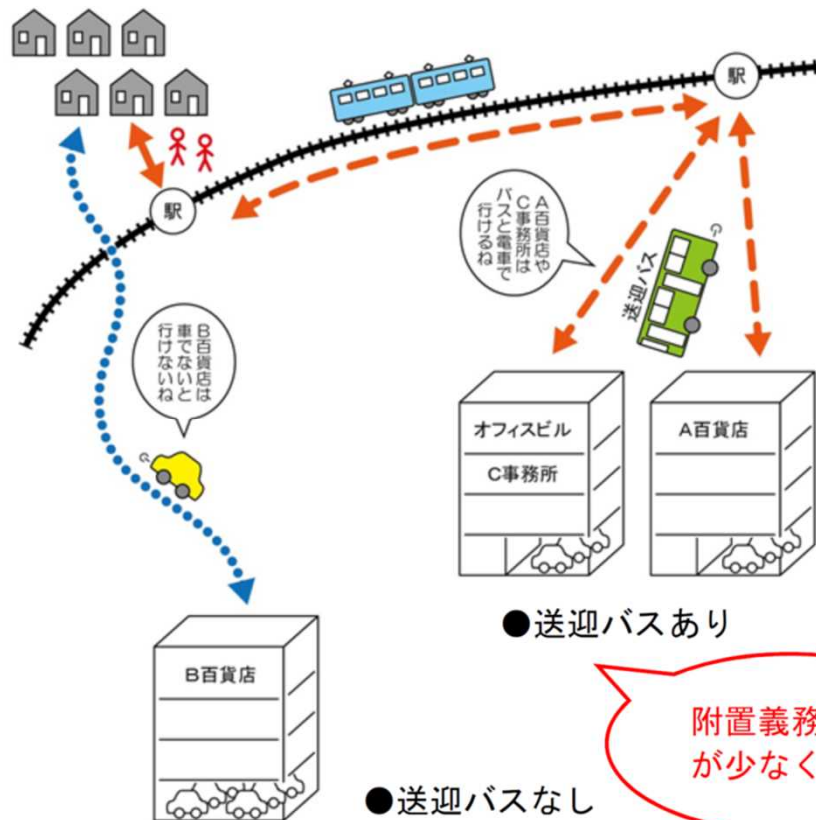 駅
駅
A百貨店や
C事務所は
バスと電車で
行けるね
送迎バス
B百貨店は
車でないと
行けないね
オフィスビル
C事務所
A百貨店
●送迎バスあり
B百貨店
附置義務
が少なく
●送迎バスなし